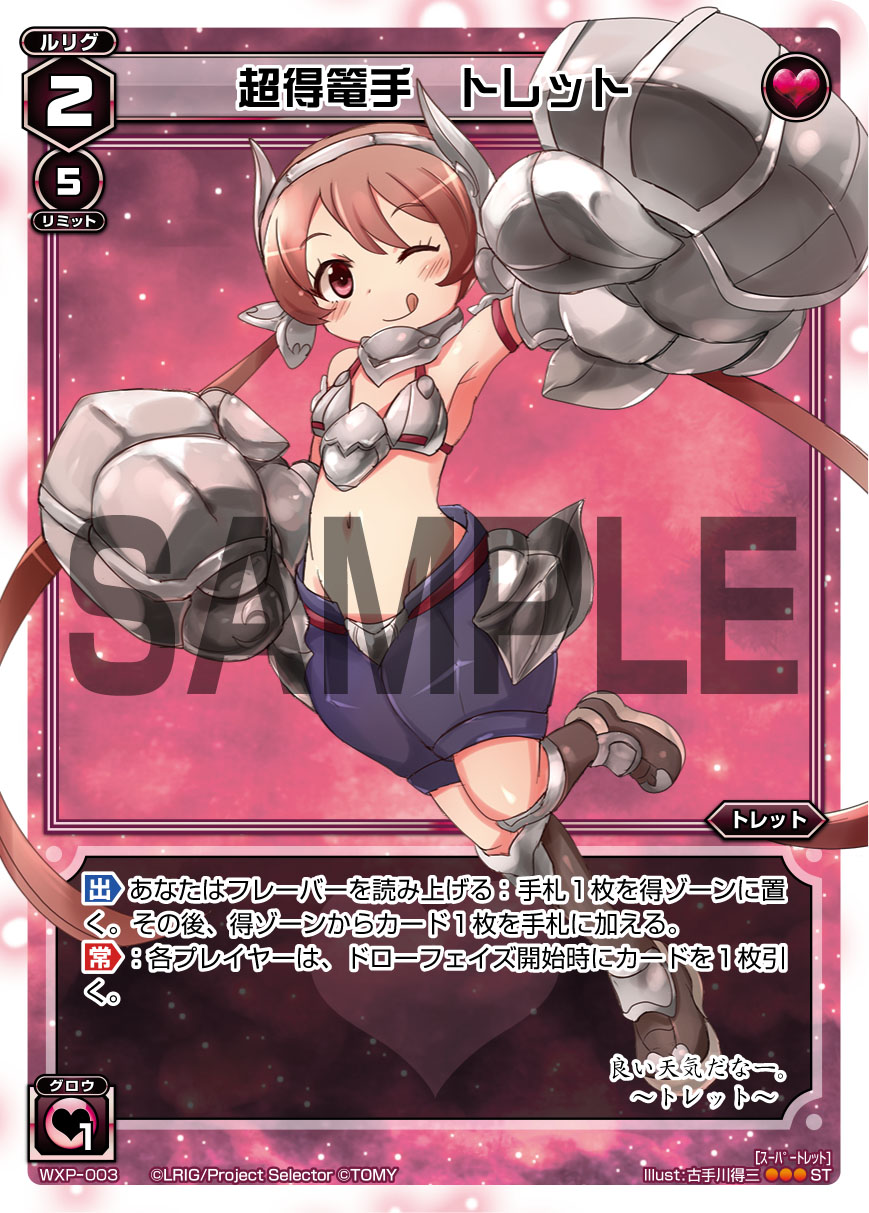 ルリグ
2
超得篭手 トレット
5
リミット
SAMPLE
トレット
出 あなたはフレーバーを読み上げる：手札１枚を得ゾーンに置
く。その後、得ゾーンからカード１枚を手札に加える。
常 ：各プレイヤーは、ドローフェイズ開始時にカードを１枚引
く。
良い天気だなー。
～トレット～
グロウ
1
[スーパートレット]
WXP-003 ©LRIG/Project Selector ©TOMY Illust:古手川得三 ST